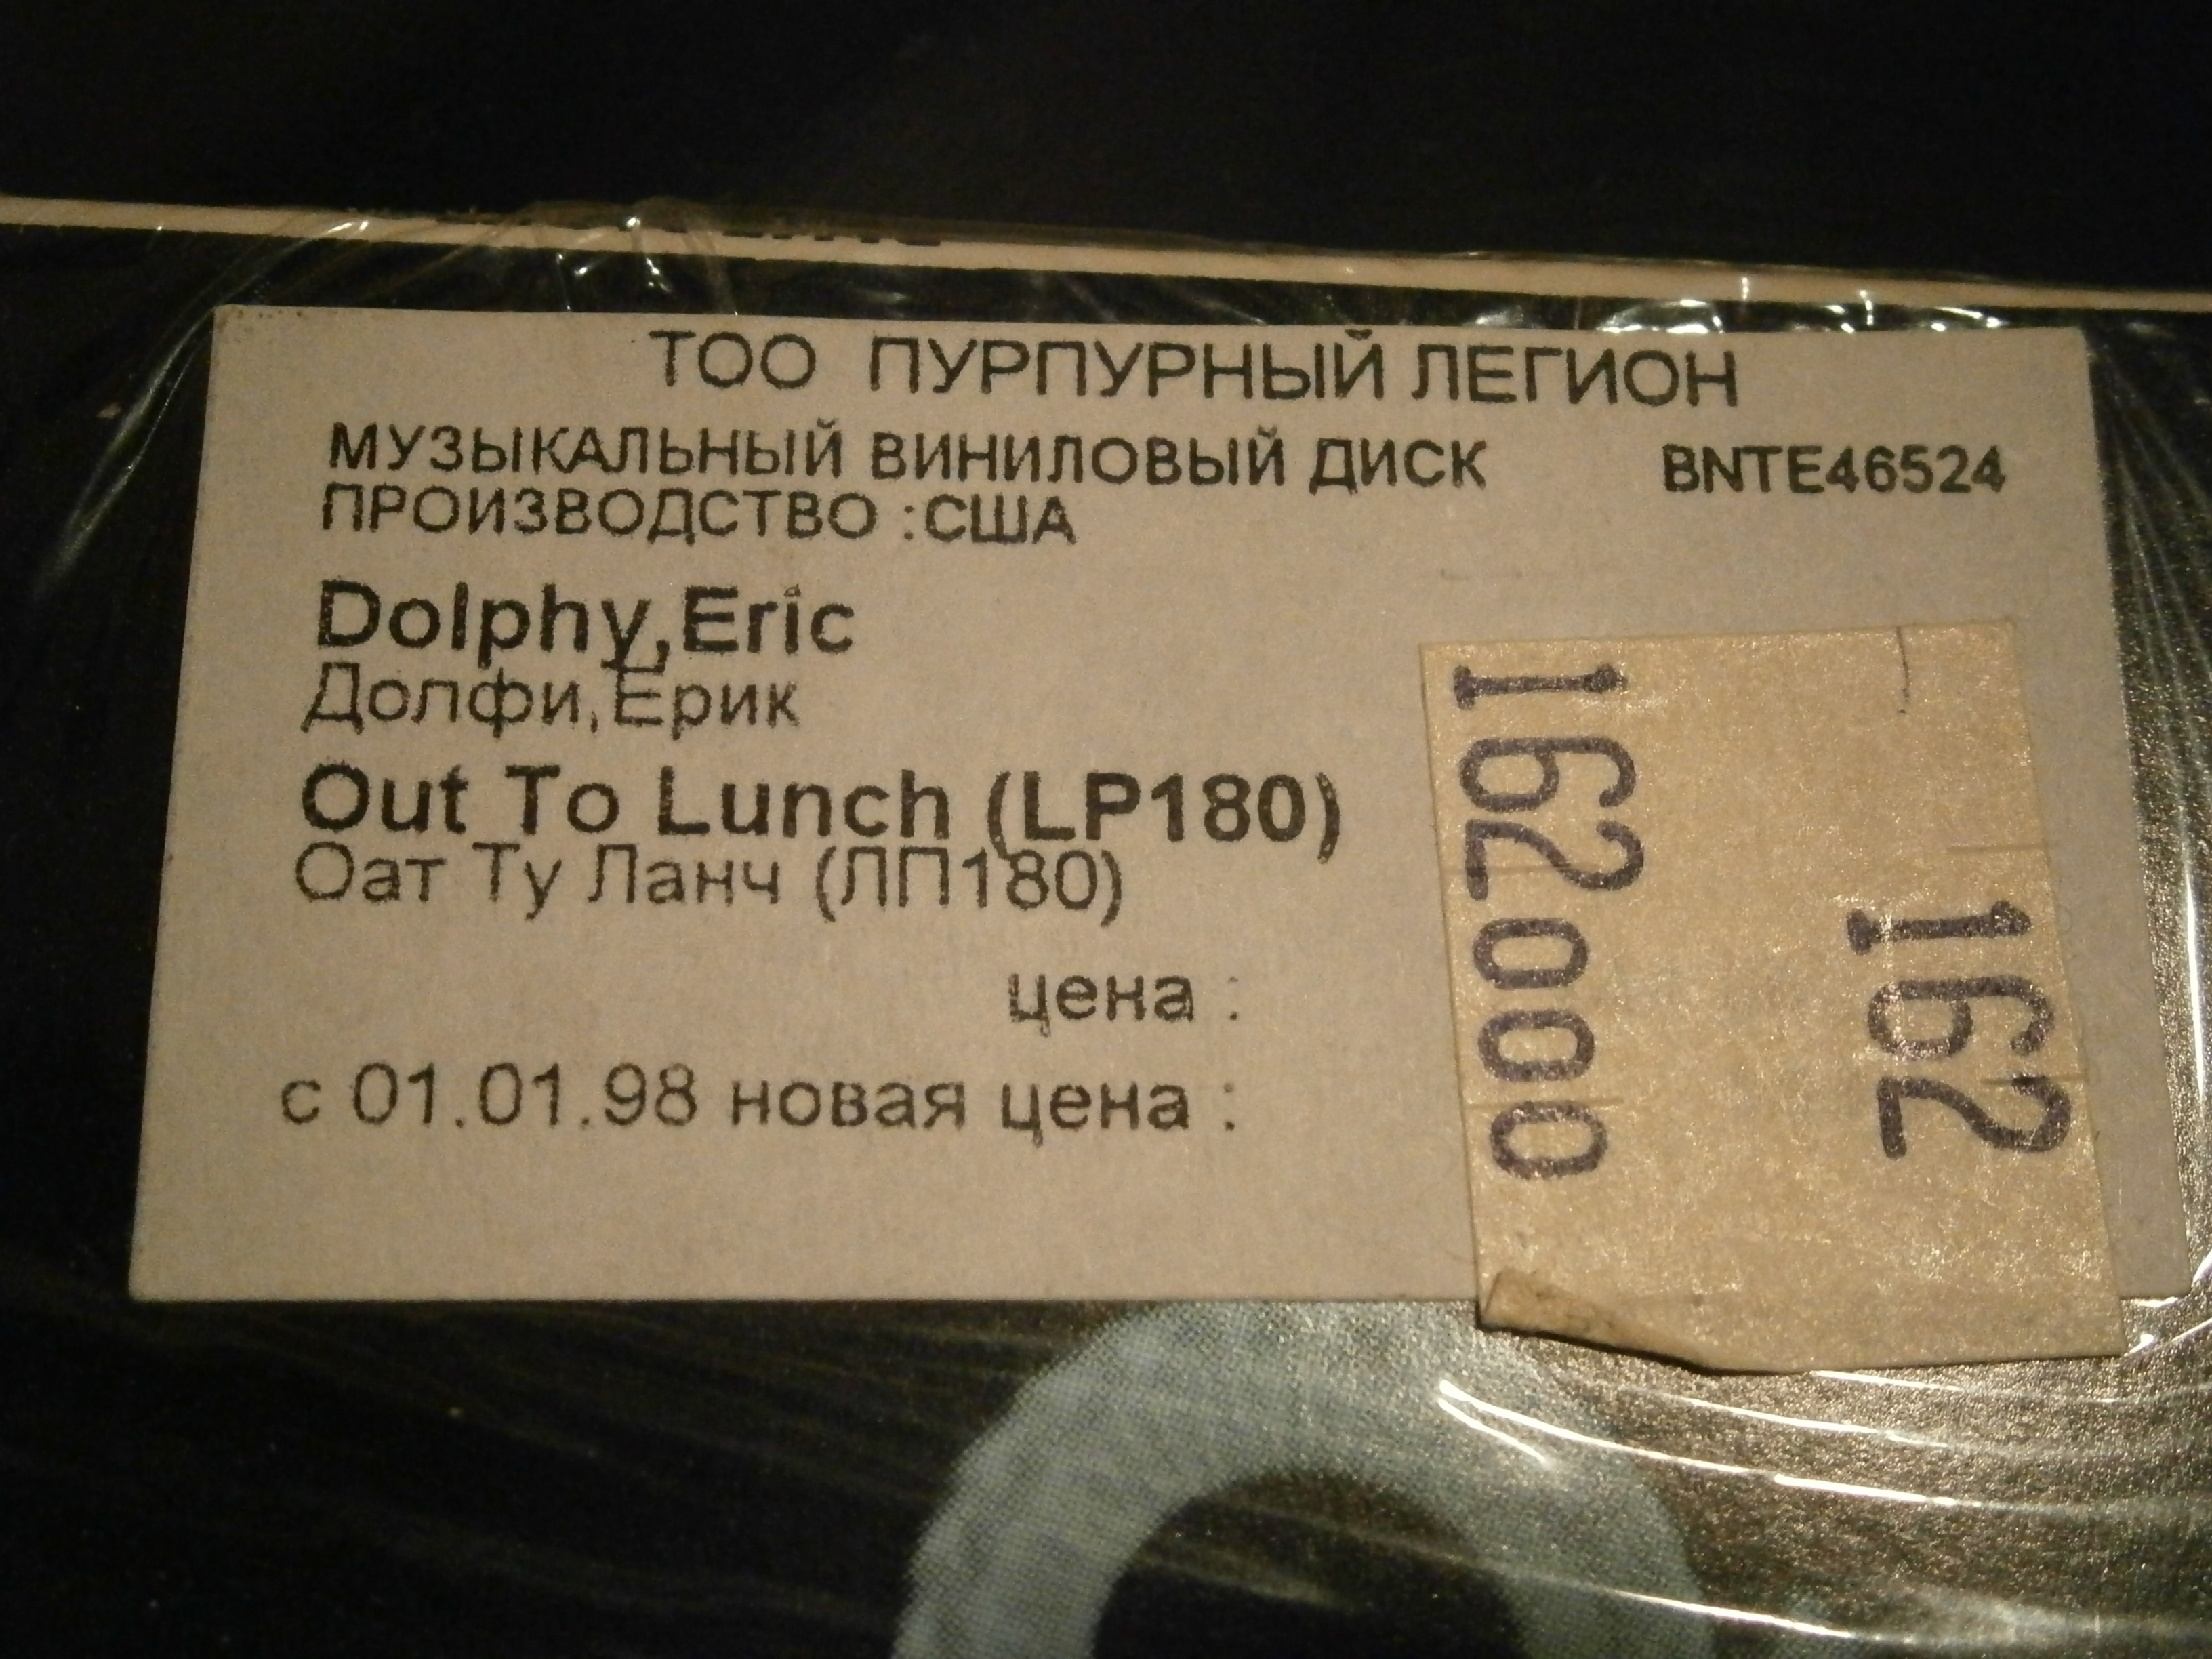 ТОО ПУРПУРНЫЙ ЛЕГИОН
МУЗЫКАЛЬНЫЙ ВИНИЛОВЫЙ ДИСК BNTE46524
ПРОИЗВОДСТВО :США
Dolphy,Eric
Долфи,Ерик
Out To Lunch (LP180)
Оат Ту Ланч (ЛП180)
цена :
с 01.01.98 новая цена :
162000
162